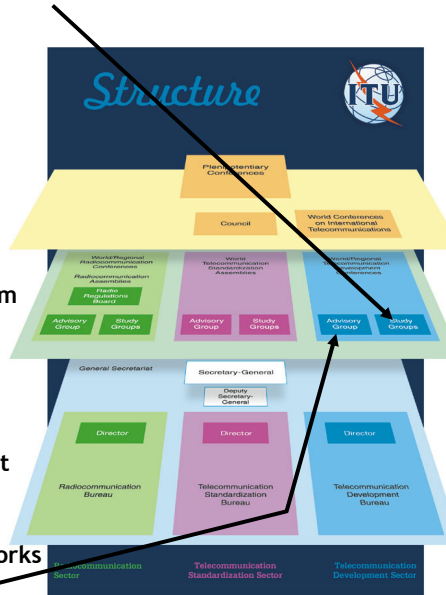 Structure
ITU
Plenipotentiary
Conferences
Council
World Conferences
on International
Telecommunications
World/Regional
Radiocommunication
Conferences
Radiocommunication
Assemblies
Radio
Regulations
Board
Advisory
Group
Study
Groups
World
Telecommunication
Standardization
Assemblies
Advisory
Group
Study
Groups
World/Regional
Telecommunication
Development
Conferences
Advisory
Group
Study
Groups
m
General Secretariat
Secretary-General
Deputy
Secretary-
General
Director
Radiocommunication
Bureau
Director
Telecommunication
Standardization
Bureau
Director
Telecommunication
Development
Bureau
t
works
Radiocommunication
Sector
Telecommunication
Standardization Sector
Telecommunication
Development Sector